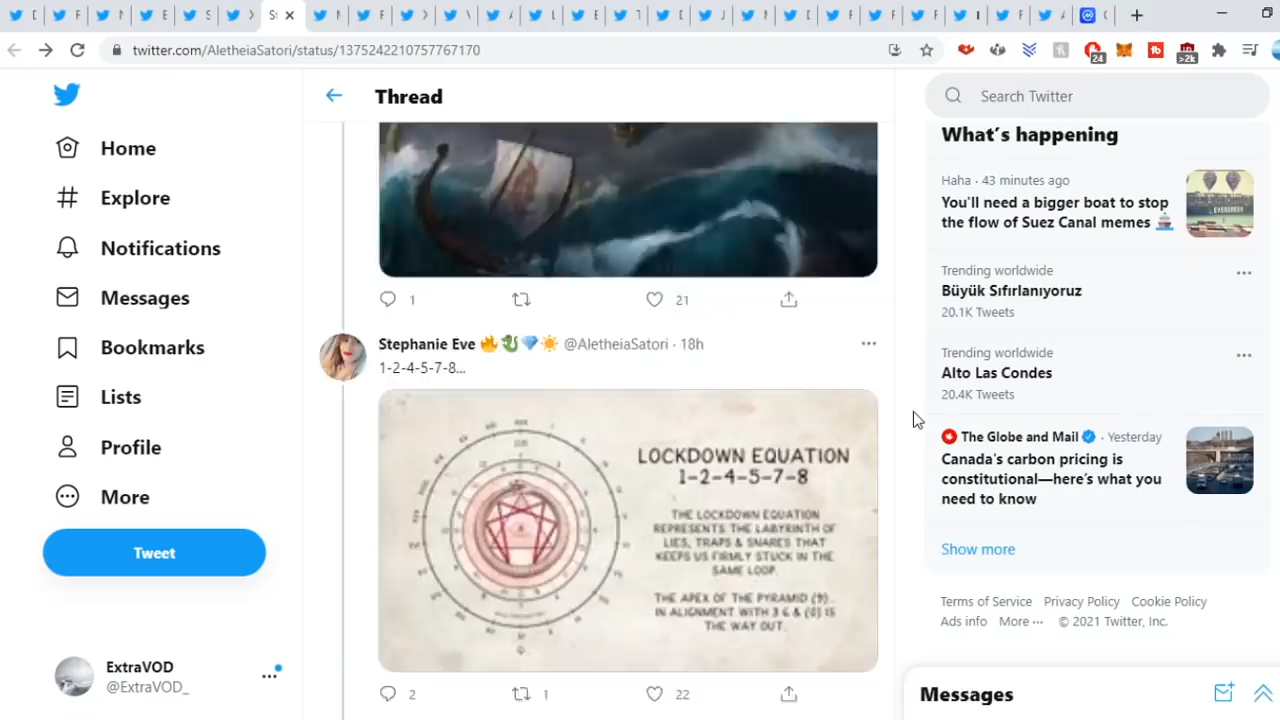 twitter.com/AletheiaSatori/status/1375242210757767170
24
>2k
Home
Explore
Notifications
Messages
Bookmarks
Lists
Profile
More
Tweet
ExtraVOD
@ExtraVOD_
Thread
1
21
Stephanie Eve 🔥🐉💎☀️ @AletheiaSatori · 18h
1-2-4-5-7-8...
LOCKDOWN EQUATION
1-2-4-5-7-8
THE LOCKDOWN EQUATION
REPRESENTS THE LABYRINTH OF
LIES, TRAPS & SNARES THAT
KEEPS US FIRMLY STUCK IN THE
SAME LOOP.
THE APEX OF THE PYRAMID (9)..
IN ALIGNMENT WITH 3 6 & (0) IS
THE WAY OUT.
2
1
22
Search Twitter
What's happening
Haha · 43 minutes ago
You'll need a bigger boat to stop
the flow of Suez Canal memes 🚢
EVERGREEN
Trending worldwide
Büyük Sıfırlanıyoruz
20.1K Tweets
Trending worldwide
Alto Las Condes
20.4K Tweets
The Globe and Mail · Yesterday
Canada's carbon pricing is
constitutional—here's what you
need to know
Show more
Terms of Service Privacy Policy Cookie Policy
Ads info More ··· © 2021 Twitter, Inc.
Messages